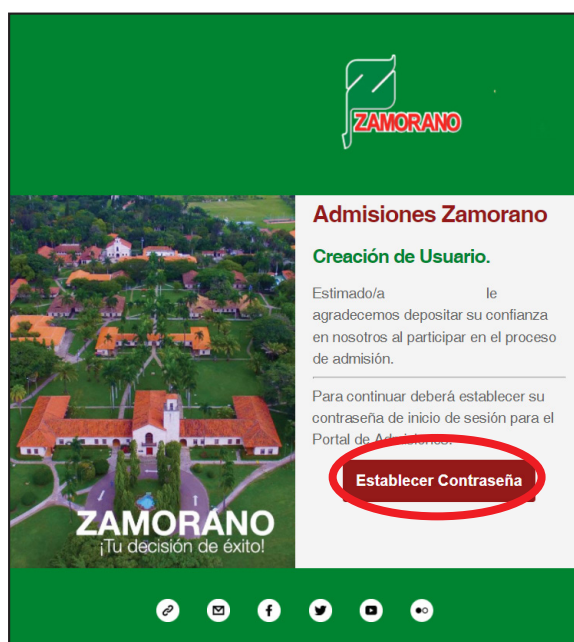 ZAMORANO
Admisiones Zamorano
Creación de Usuario.
Estimado/a le
agradecemos depositar su confianza
en nosotros al participar en el proceso
de admisión.
Para continuar deberá establecer su
contraseña de inicio de sesión para el
Portal de Admisiones.
Establecer Contraseña
ZAMORANO
¡Tu decisión de éxito!